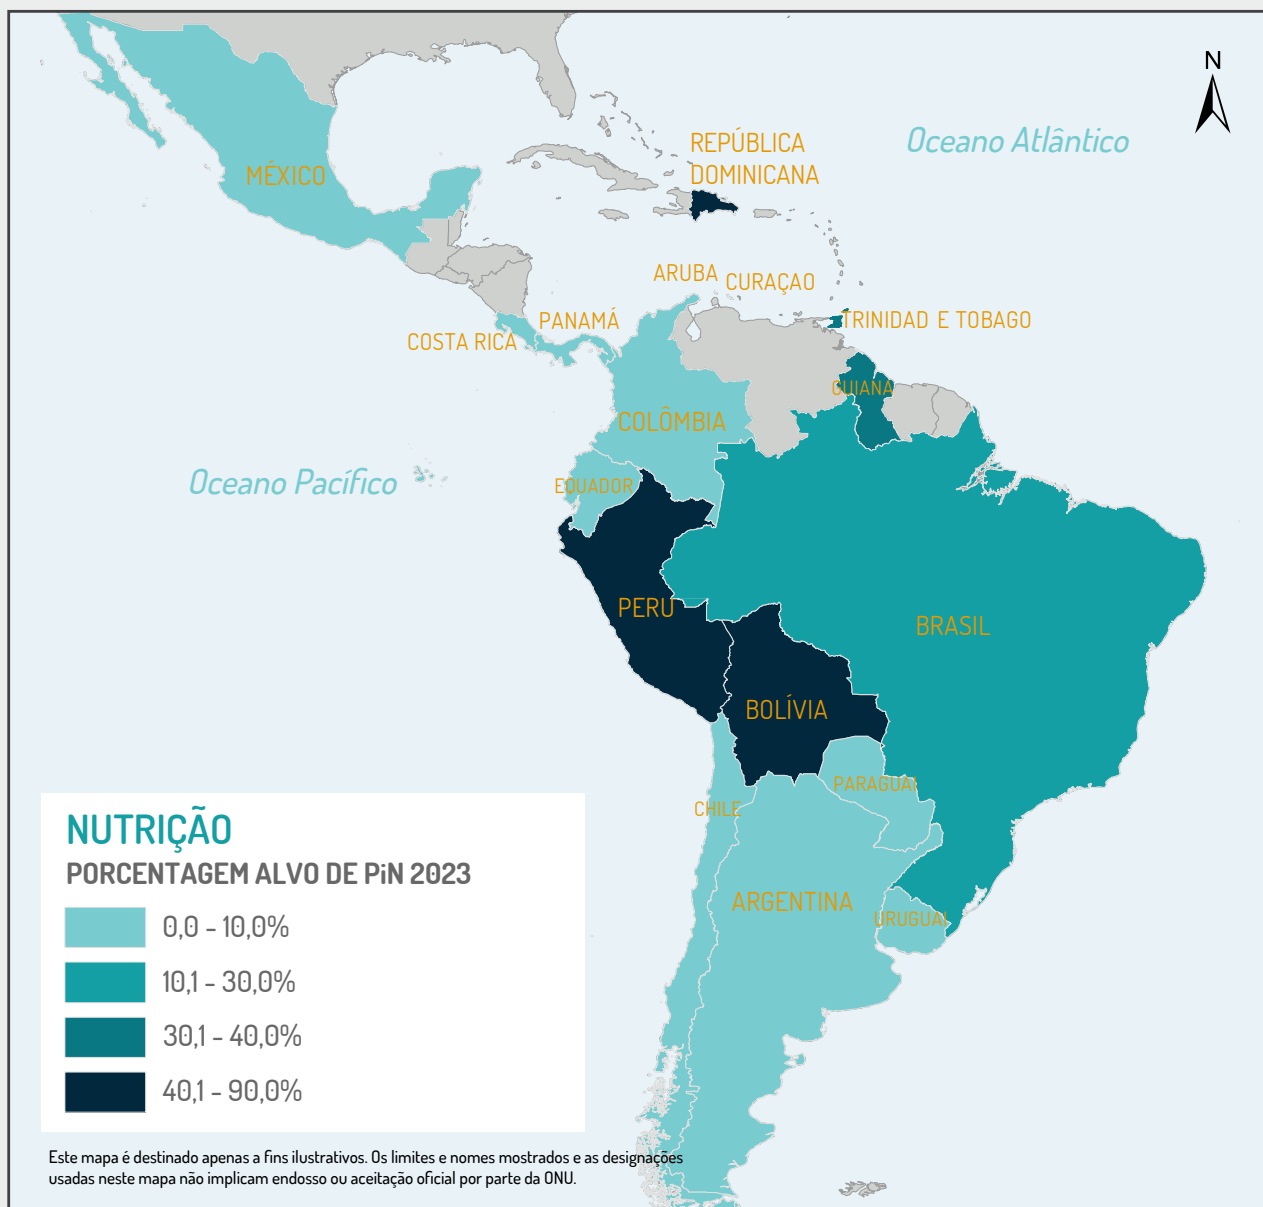 N
Oceano Atlântico
REPÚBLICA
DOMINICANA
MÉXICO
ARUBA
CURAÇAO
PANAMÁ
TRINIDAD E TOBAGO
COSTA RICA
GUIANA
COLÔMBIA
Oceano Pacífico
EQUADOR
PERÚ
BRASIL
BOLÍVIA
PARAGUAI
CHILE
ARGENTINA
URUGUAI
NUTRIÇÃO
PORCENTAGEM ALVO DE PiN 2023
0,0 - 10,0%
10,1 - 30,0%
30,1 - 40,0%
40,1 - 90,0%
Este mapa é destinado apenas a fins ilustrativos. Os limites e nomes mostrados e as designações
usadas neste mapa não implicam endosso ou aceitação oficial por parte da ONU.